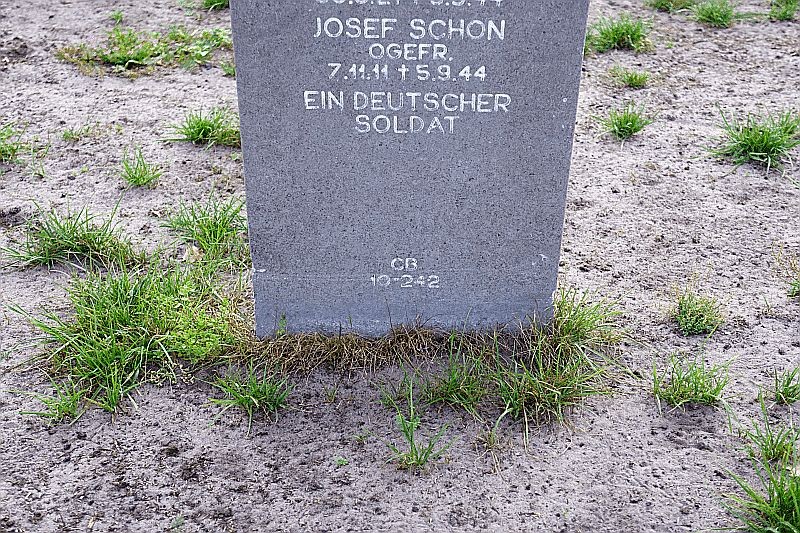 JOSEF SCHON
OGEFR.
7.11.11 † 5.9.44
EIN DEUTSCHER
SOLDAT
CB
10-242